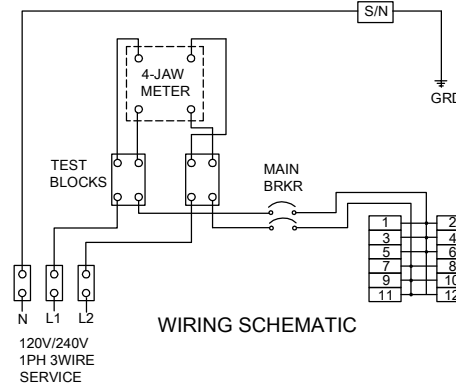 S/N
GRD
4-JAW
METER
TEST
BLOCKS
MAIN
BRKR
1 2
3 4
5 6
7 8
9 10
11 12
N L1 L2
WIRING SCHEMATIC
120V/240V
1PH 3WIRE
SERVICE